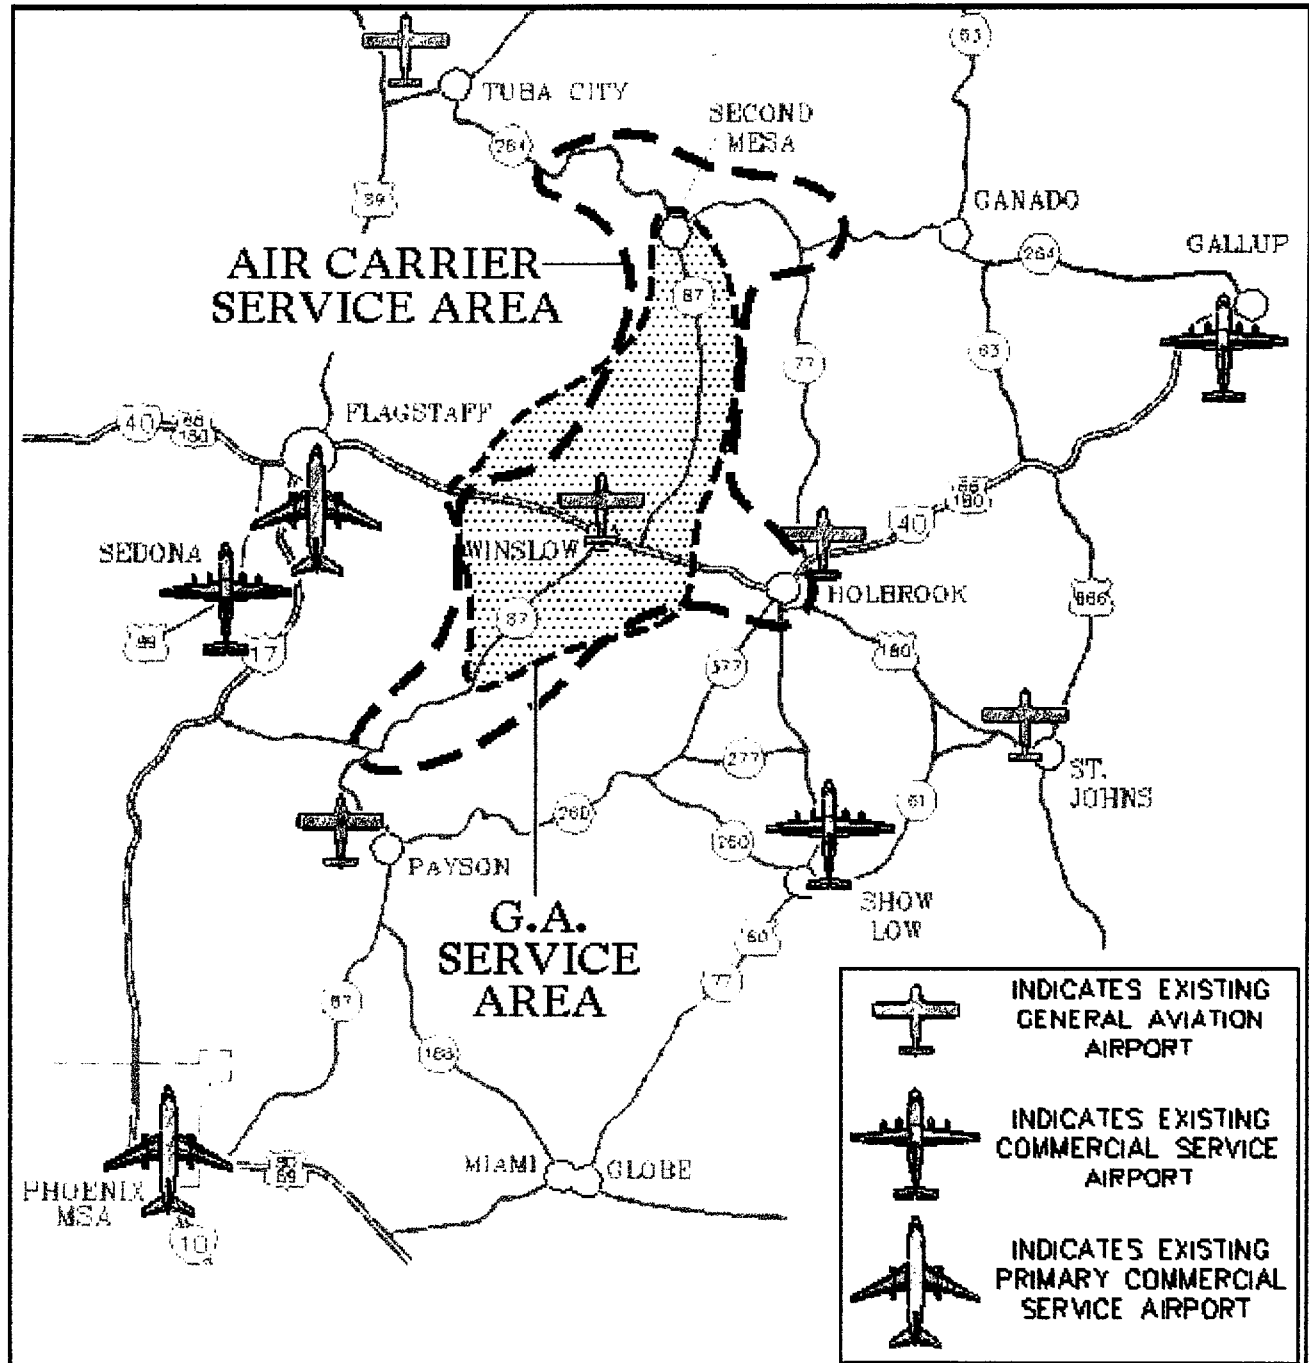 63
TUBA CITY
SECOND
MESA
264
89
GANADO
GALLUP
264
AIR CARRIER
SERVICE AREA
87
77
63
FLAGSTAFF
40
66
180
66
180
40
SEDONA
WINSLOW
HOLBROOK
87
666
89
17
377
180
277
ST.
JOHNS
260
61
260
PAYSON
SHOW
LOW
G.A.
SERVICE
AREA
60
77
87
188
MIAMI
GLOBE
PHOENIX
MSA
10
INDICATES EXISTING
GENERAL AVIATION
AIRPORT
INDICATES EXISTING
COMMERCIAL SERVICE
AIRPORT
INDICATES EXISTING
PRIMARY COMMERCIAL
SERVICE AIRPORT